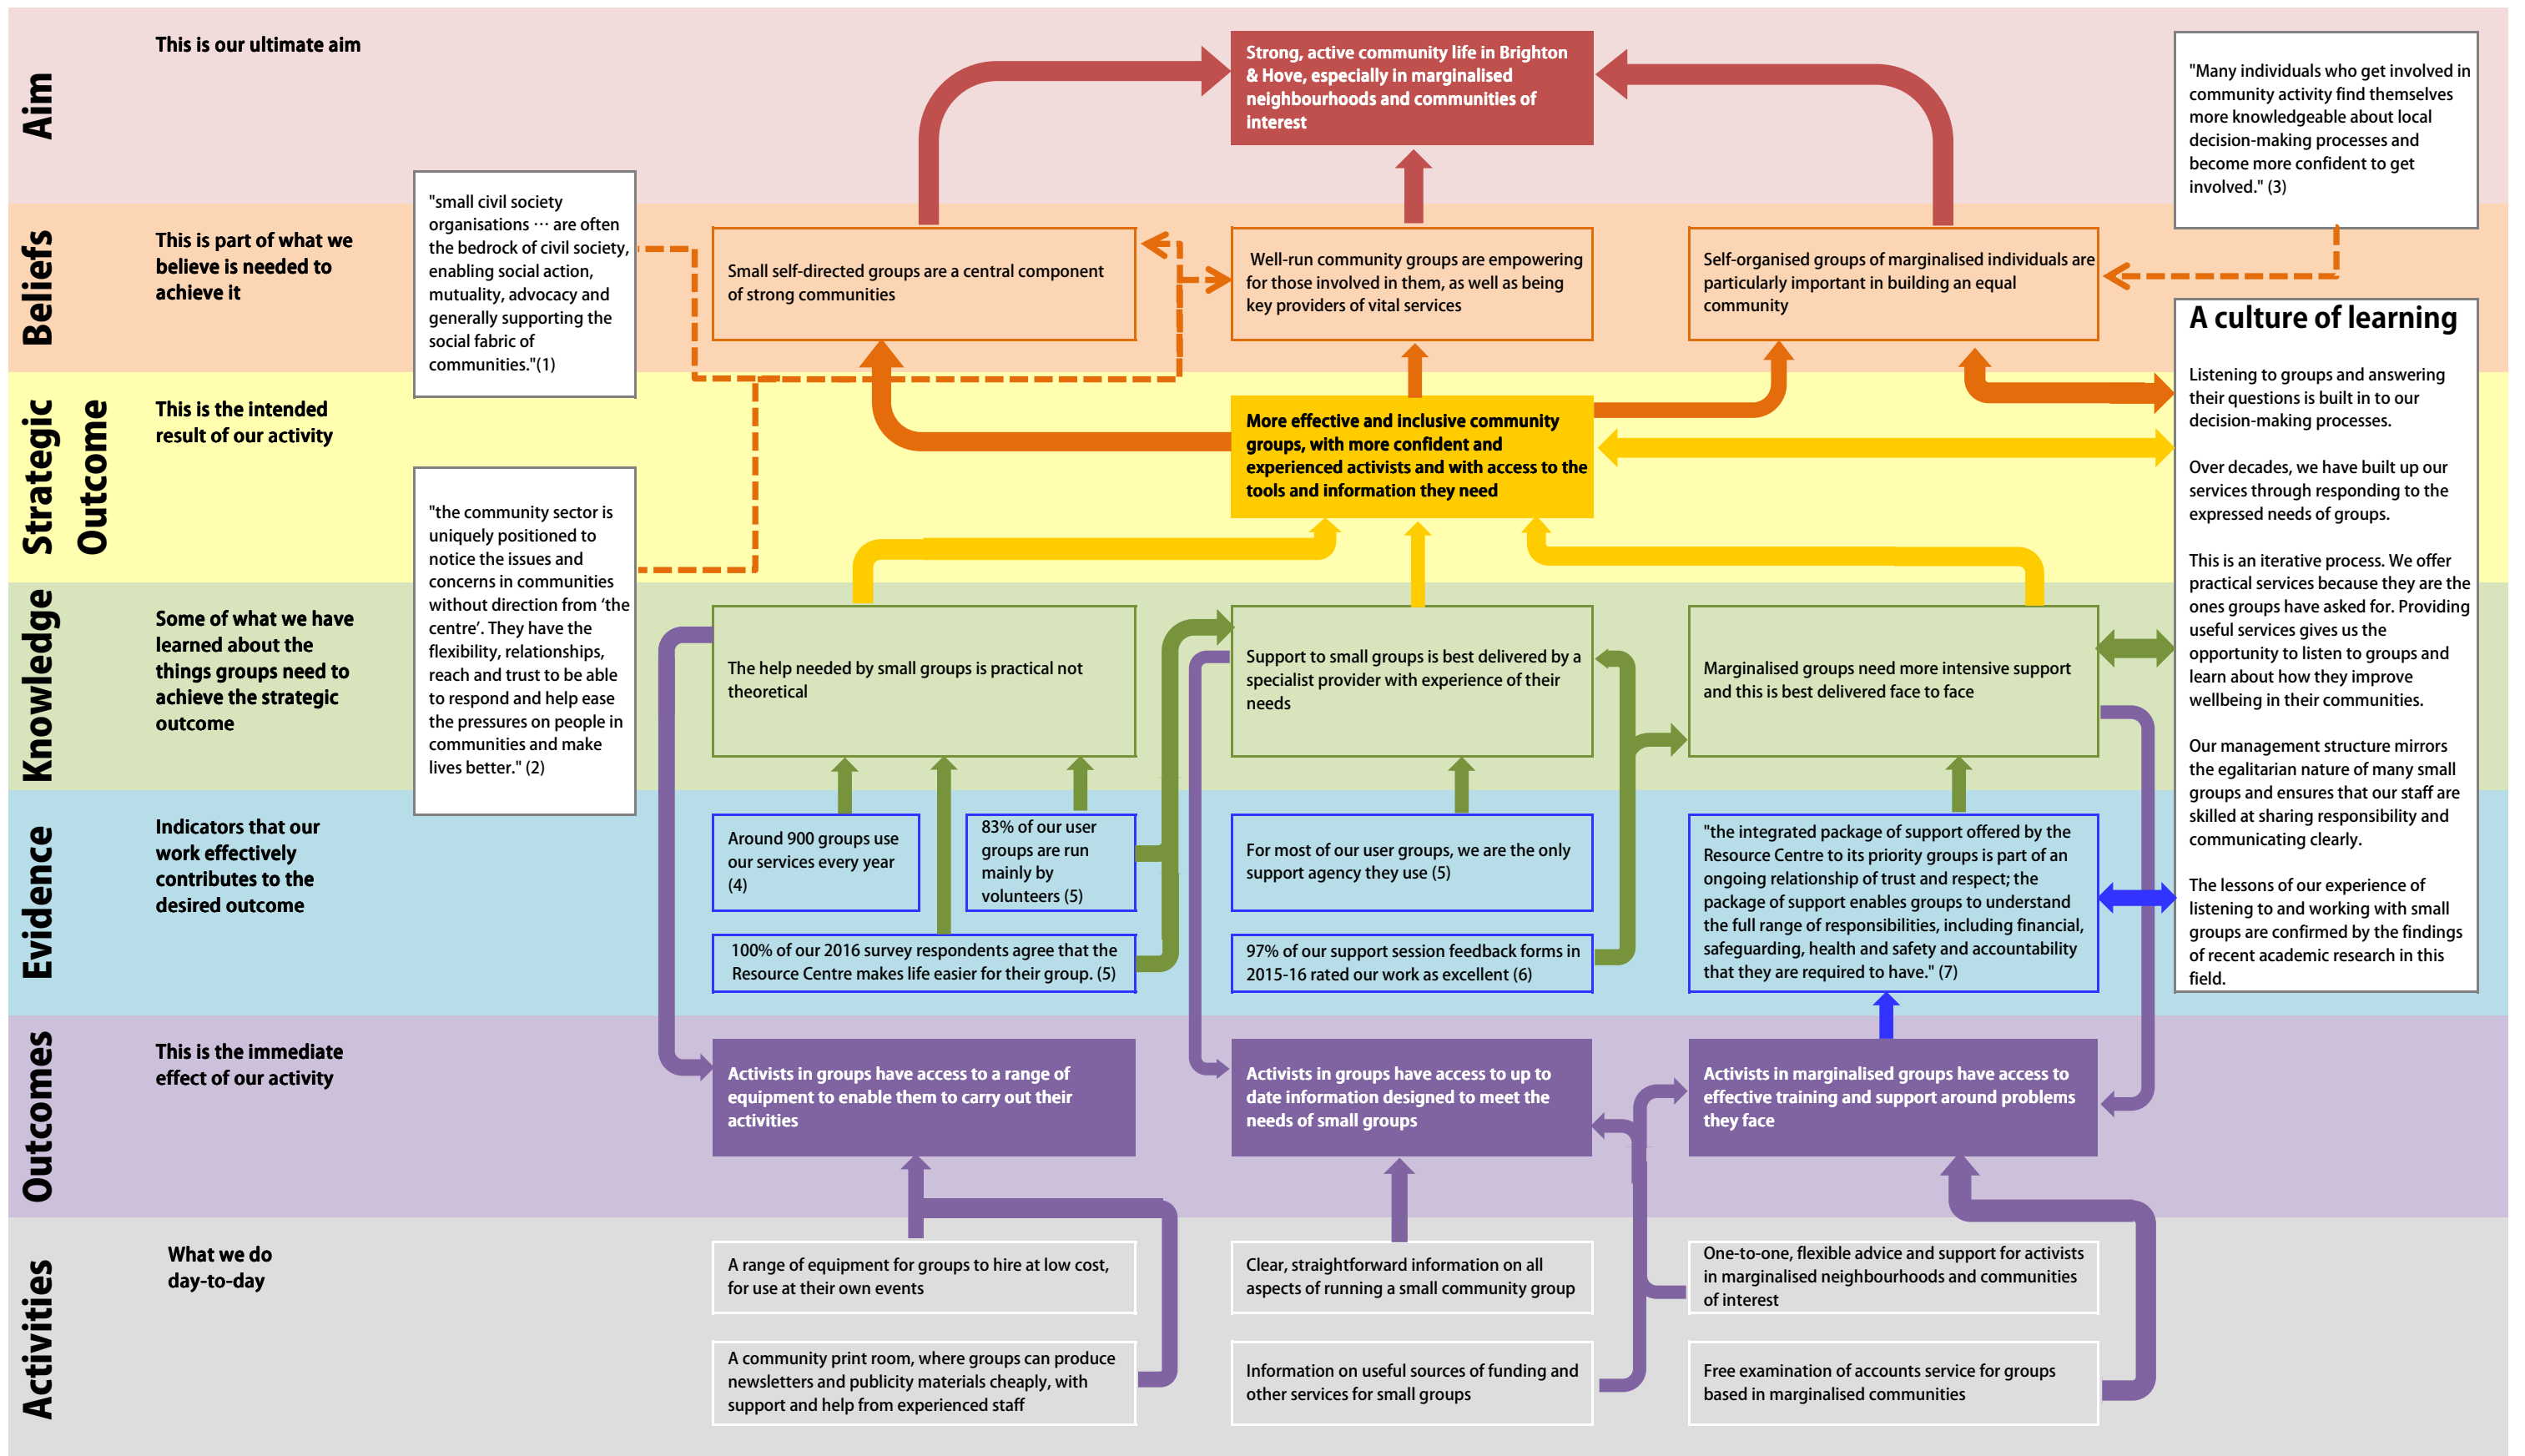 Aim
This is our ultimate aim
Strong, active community life in Brighton
& Hove, especially in marginalised
neighbourhoods and communities of
interest
"Many individuals who get involved in
community activity find themselves
more knowledgeable about local
decision-making processes and
become more confident to get
involved." (3)
"small civil society
organisations ··· are often
the bedrock of civil society,
enabling social action,
mutuality, advocacy and
generally supporting the
social fabric of
communities."(1)
Beliefs
This is part of what we
believe is needed to
achieve it
Small self-directed groups are a central component
of strong communities
Well-run community groups are empowering
for those involved in them, as well as being
key providers of vital services
Self-organised groups of marginalised individuals are
particularly important in building an equal
community
A culture of learning
Listening to groups and answering
their questions is built in to our
decision-making processes.
Over decades, we have built up our
services through responding to the
expressed needs of groups.
This is an iterative process. We offer
practical services because they are the
ones groups have asked for. Providing
useful services gives us the
opportunity to listen to groups and
learn about how they improve
wellbeing in their communities.
Our management structure mirrors
the egalitarian nature of many small
groups and ensures that our staff are
skilled at sharing responsibility and
communicating clearly.
The lessons of our experience of
listening to and working with small
groups are confirmed by the findings
of recent academic research in this
field.
Strategic
Outcome
This is the intended
result of our activity
More effective and inclusive community
groups, with more confident and
experienced activists and with access to the
tools and information they need
"the community sector is
uniquely positioned to
notice the issues and
concerns in communities
without direction from ‘the
centre’. They have the
flexibility, relationships,
reach and trust to be able
to respond and help ease
the pressures on people in
communities and make
lives better." (2)
Knowledge
Some of what we have
learned about the
things groups need to
achieve the strategic
outcome
The help needed by small groups is practical not
theoretical
Support to small groups is best delivered by a
specialist provider with experience of their
needs
Marginalised groups need more intensive support
and this is best delivered face to face
Evidence
Indicators that our
work effectively
contributes to the
desired outcome
Around 900 groups use
our services every year
(4)
83% of our user
groups are run
mainly by
volunteers (5)
100% of our 2016 survey respondents agree that the
Resource Centre makes life easier for their group. (5)
For most of our user groups, we are the only
support agency they use (5)
97% of our support session feedback forms in
2015-16 rated our work as excellent (6)
"the integrated package of support offered by the
Resource Centre to its priority groups is part of an
ongoing relationship of trust and respect; the
package of support enables groups to understand
the full range of responsibilities, including financial,
safeguarding, health and safety and accountability
that they are required to have." (7)
Outcomes
This is the immediate
effect of our activity
Activists in groups have access to a range of
equipment to enable them to carry out their
activities
Activists in groups have access to up to
date information designed to meet the
needs of small groups
Activists in marginalised groups have access to
effective training and support around problems
they face
Activities
What we do
day-to-day
A range of equipment for groups to hire at low cost,
for use at their own events
Clear, straightforward information on all
aspects of running a small community group
One-to-one, flexible advice and support for activists
in marginalised neighbourhoods and communities
of interest
A community print room, where groups can produce
newsletters and publicity materials cheaply, with
support and help from experienced staff
Information on useful sources of funding and
other services for small groups
Free examination of accounts service for groups
based in marginalised communities